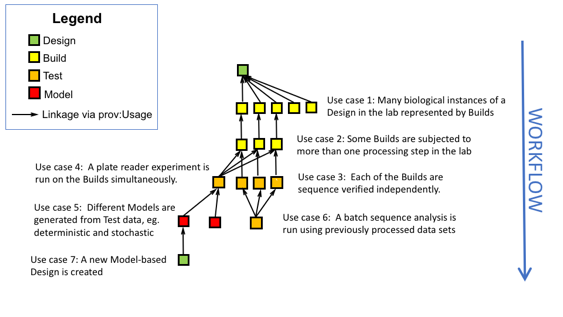 Legend
Design
Build
Test
Model
Linkage via prov:Usage
Use case 1: Many biological instances of a
Design in the lab represented by Builds
Use case 2: Some Builds are subjected to
more than one processing step in the lab
Use case 4: A plate reader experiment is
run on the Builds simultaneously.
Use case 3: Each of the Builds are
sequence verified independently.
Use case 5: Different Models are
generated from Test data, eg.
deterministic and stochastic
Use case 6: A batch sequence analysis is
run using previously processed data sets
Use case 7: A new Model-based
Design is created
WORKFLOW